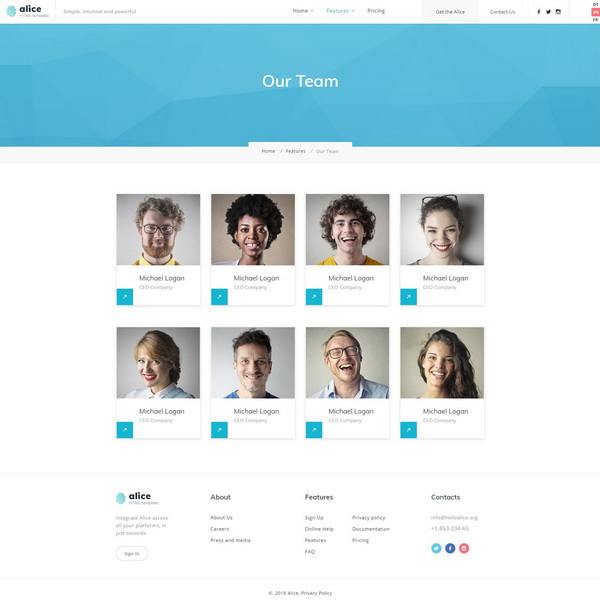 alice
HTML template
Simple, intuitive and powerful
Home
Features
Pricing
Get the Alice
Contact Us
DT
EN
FR
Our Team
Home / Features / Our Team
Michael Logan
CEO Company
Michael Logan
CEO Company
Michael Logan
CEO Company
Michael Logan
CEO Company
Michael Logan
CEO Company
Michael Logan
CEO Company
Michael Logan
CEO Company
Michael Logan
CEO Company
alice
HTML template
Integrate Alice across
all your platforms, in
just seconds.
Sign In
About
About Us
Careers
Press and media
Features
Sign Up
Online Help
Features
FAQ
Privacy policy
Documentation
Pricing
Contacts
info@helloalice.org
+1-853-234-65
© 2018 Alice. Privacy Policy